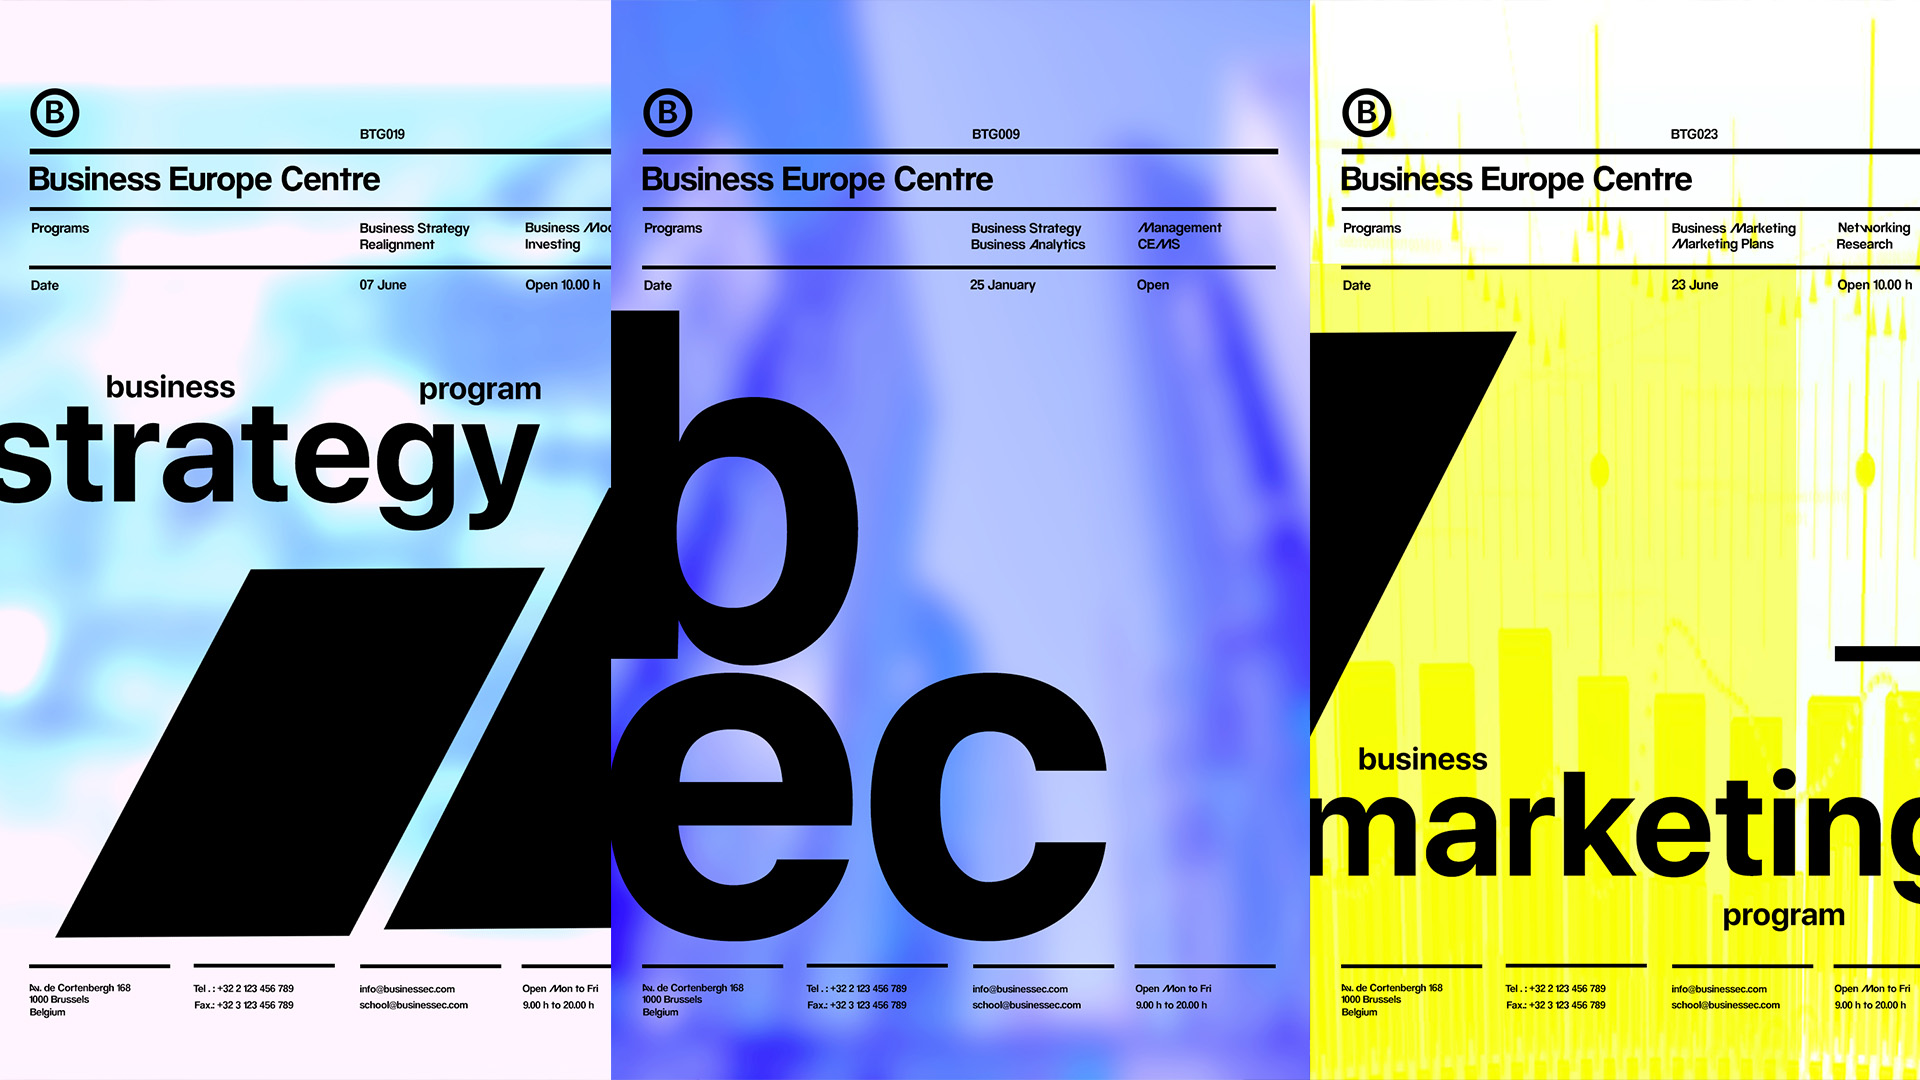 B
BTG019
Business Europe Centre
Programs
Business Strategy
Realignment
Business Mod
Investing
Date
07 June
Open 10.00 h
business
program
strategy
Av. de Cortenbergh 168
1000 Brussels
Belgium
Tel . : +32 2 123 456 789
Fax.: +32 3 123 456 789
info@businessec.com
school@businessec.com
Open Mon to Fri
9.00 h to 20.00 h
B
BTG009
Business Europe Centre
Programs
Business Strategy
Business Analytics
Management
CEMS
Date
25 January
Open
b
ec
Av. de Cortenbergh 168
1000 Brussels
Belgium
Tel . : +32 2 123 456 789
Fax.: +32 3 123 456 789
info@businessec.com
school@businessec.com
Open Mon to Fri
9.00 h to 20.00 h
B
BTG023
Business Europe Centre
Programs
Business Marketing
Marketing Plans
Networking
Research
Date
23 June
Open 10.00 h
business
marketing
program
Av. de Cortenbergh 168
1000 Brussels
Belgium
Tel . : +32 2 123 456 789
Fax.: +32 3 123 456 789
info@businessec.com
school@businessec.com
Open Mon to Fri
9.00 h to 20.00 h